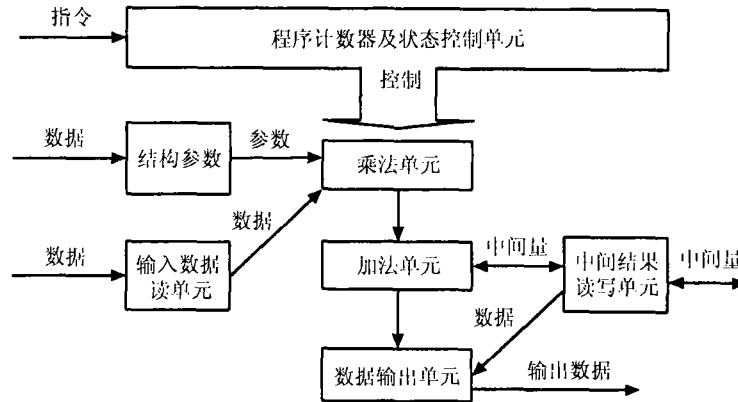 指令
程序计数器及状态控制单元
控制
数据
结构参数
参数
乘法单元
数据
数据
输入数据
读单元
加法单元
中间量
中间结果
读写单元
中间量
数据
数据输出单元
输出数据